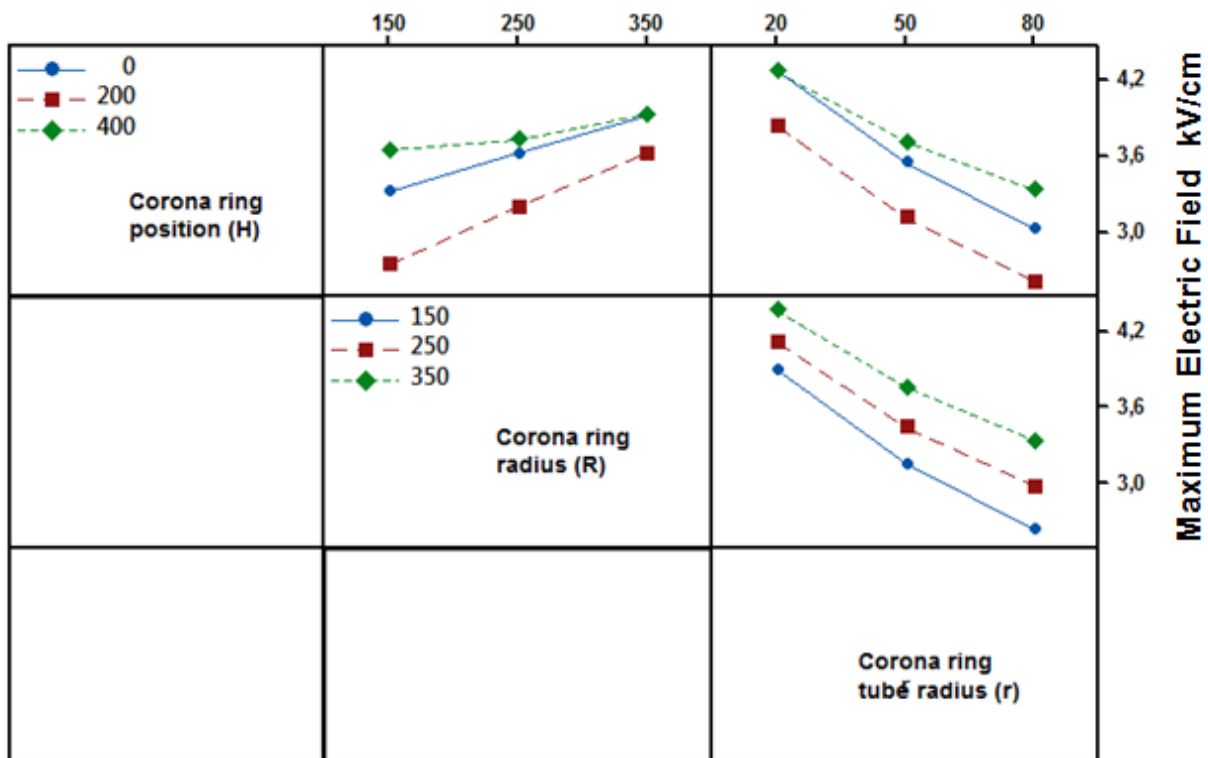 150 250 350 20 50 80
0
200
400
Corona ring
position (H)
4,2
3,6
3,0
Maximum Electric Field kV/cm
150
250
350
Corona ring
radius (R)
4,2
3,6
3,0
Corona ring
tube radius (r)